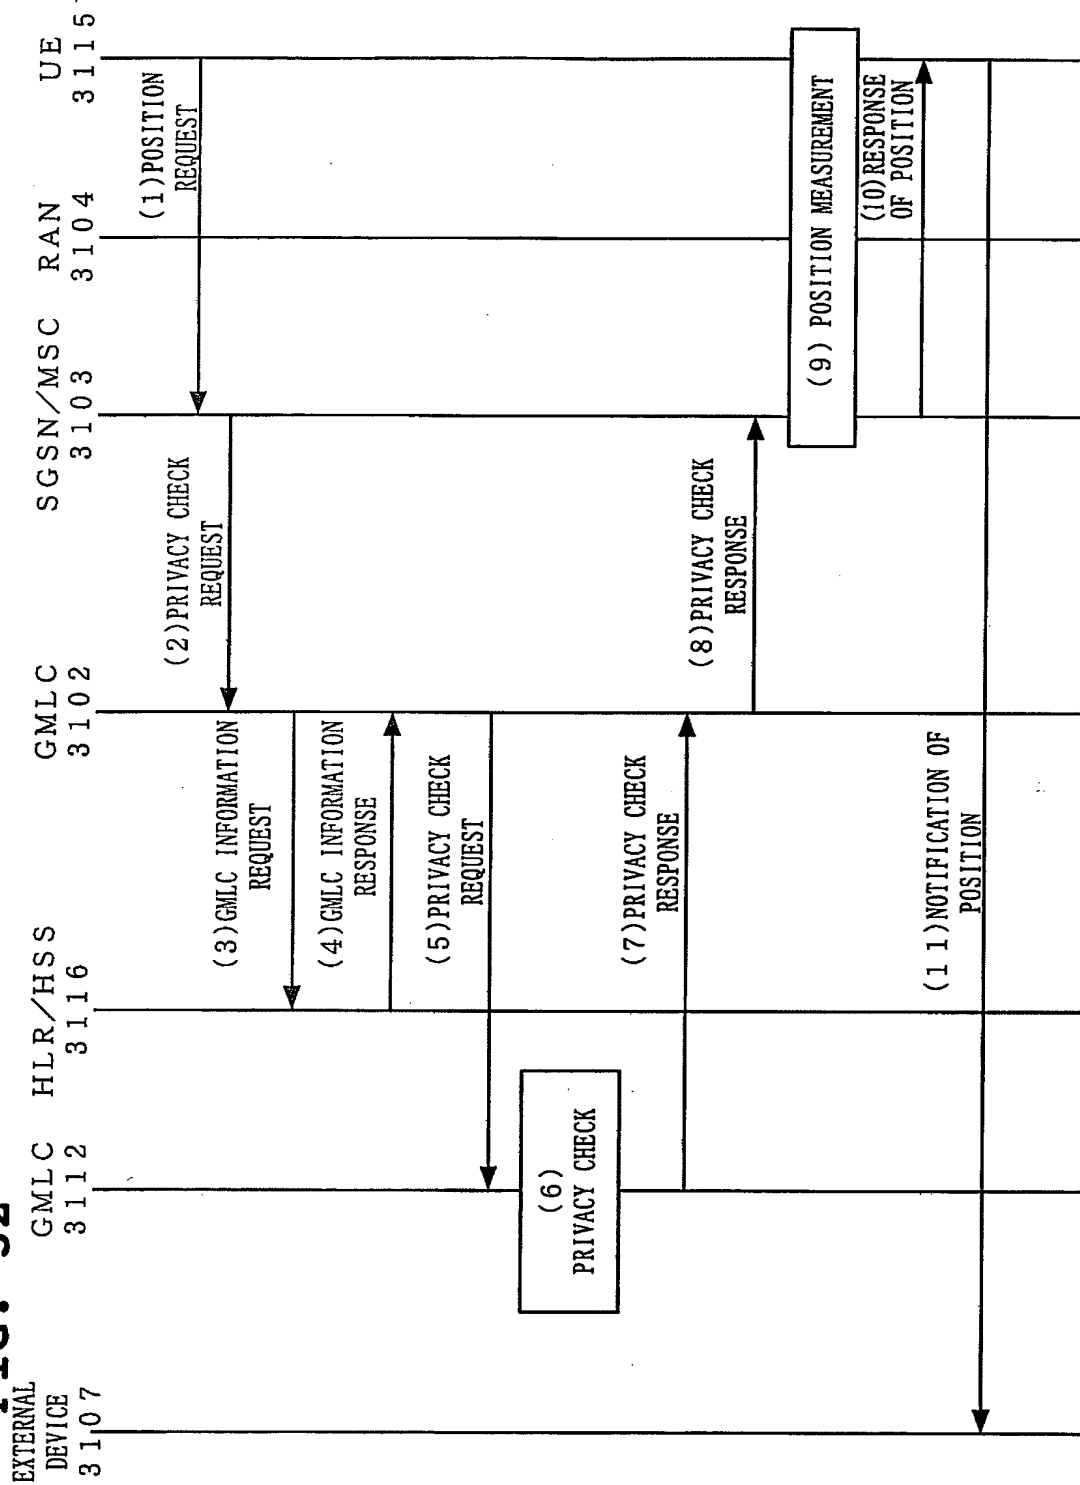 FIG. 32
EXTERNAL
DEVICE
3107
GMLC
3112
HLR/HSS
3116
GMLC
3102
SGSN/MSC
3103
RAN
3104
UE
3115
(1)POSITION
REQUEST
(2)PRIVACY CHECK
REQUEST
(3)GMLC INFORMATION
REQUEST
(4)GMLC INFORMATION
RESPONSE
(5)PRIVACY CHECK
REQUEST
(6)
PRIVACY CHECK
(7)PRIVACY CHECK
RESPONSE
(8)PRIVACY CHECK
RESPONSE
(9) POSITION MEASUREMENT
(10)RESPONSE
OF POSITION
(11)NOTIFICATION OF
POSITION